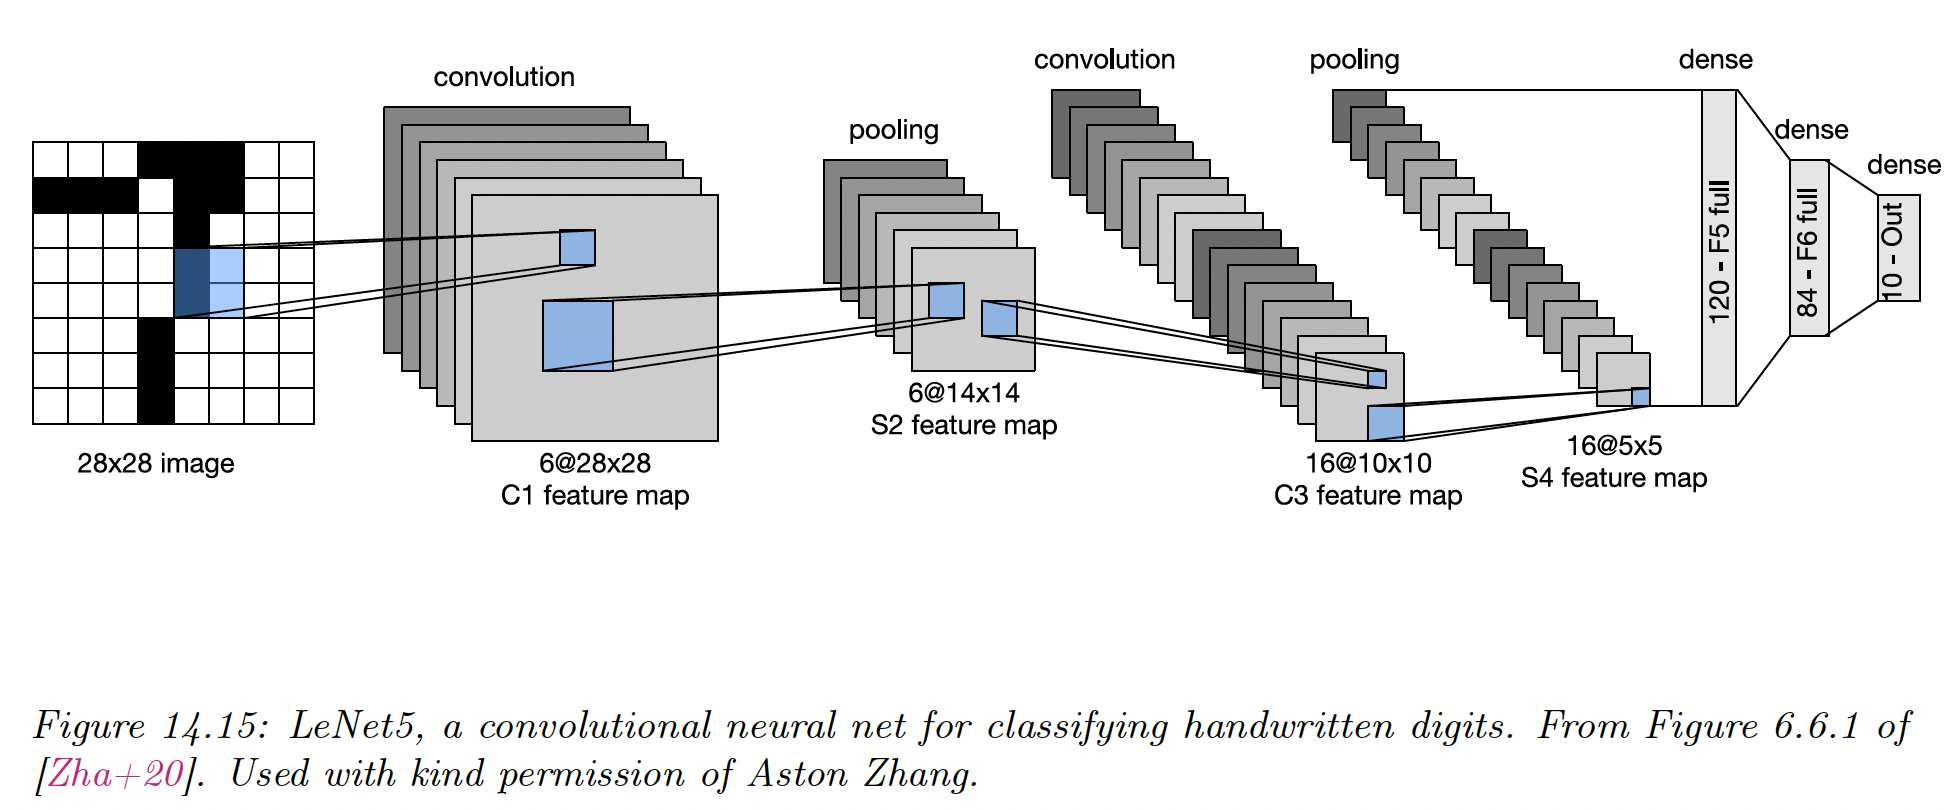 convolution
pooling
convolution
pooling
dense
dense
dense
120 - F5 full
84 - F6 full
10 - Out
28x28 image
6@28x28
C1 feature map
6@14x14
S2 feature map
16@10x10
C3 feature map
16@5x5
S4 feature map
Figure 14.15: LeNet5, a convolutional neural net for classifying handwritten digits. From Figure 6.6.1 of
[Zha+20]. Used with kind permission of Aston Zhang.